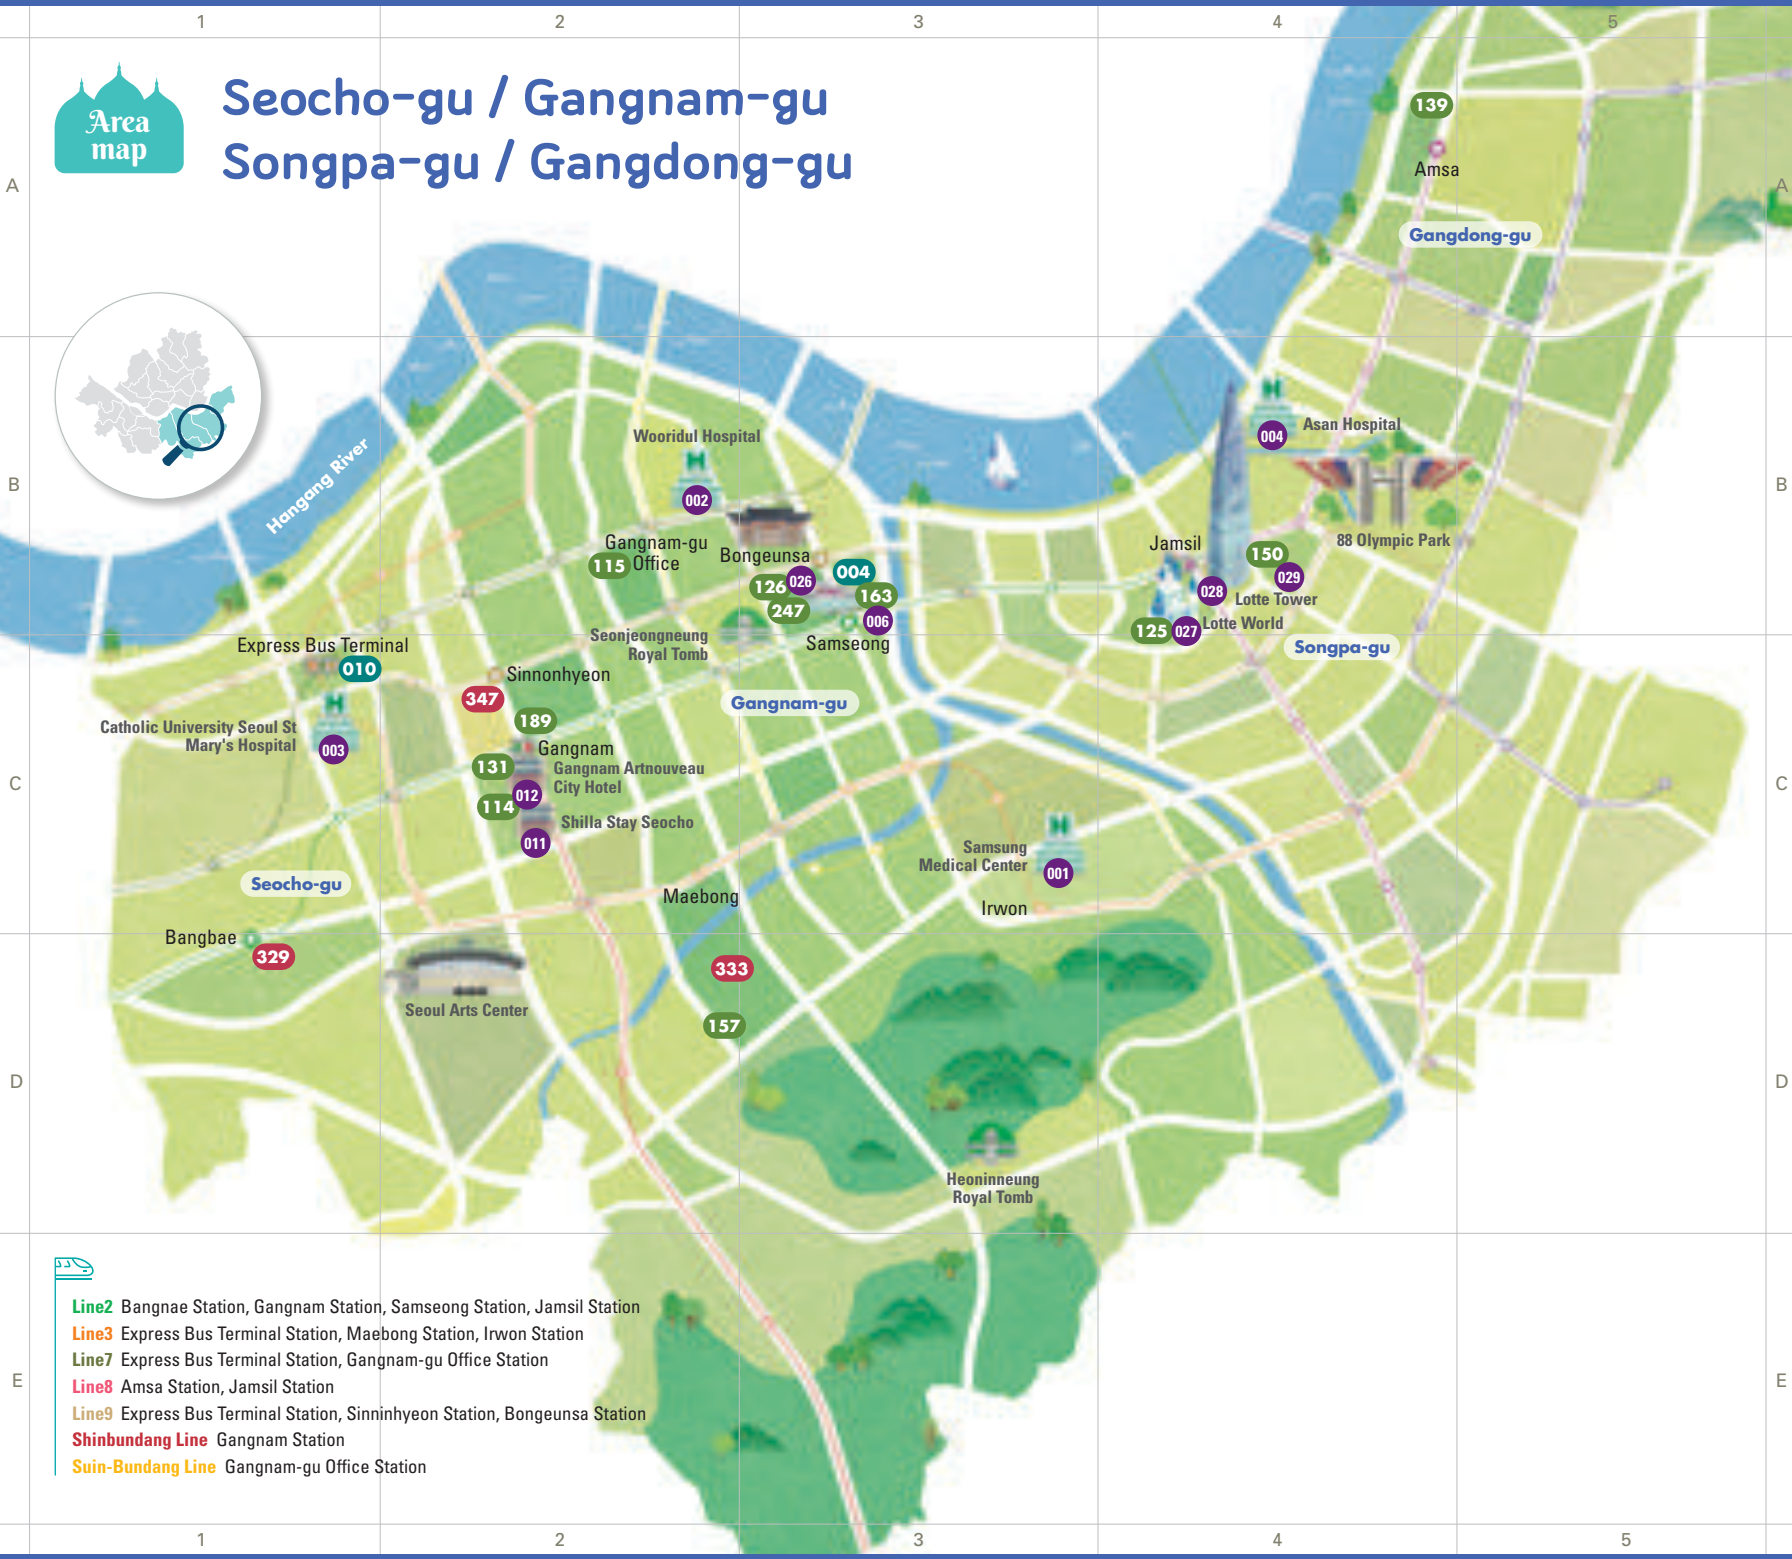 1 2 3 4 5
Area
map
Seocho-gu / Gangnam-gu
Songpa-gu / Gangdong-gu
139
A
Amsa
A
Gangdong-gu
Hangang River
Wooridul Hospital
002
Asan Hospital
004
B
B
88 Olympic Park
Gangnam-gu
Office
115
Bongeunsa
126
026
004
163
247
006
Samseong
Seonjeongneung
Royal Tomb
Jamsil
150
029
028
Lotte Tower
Lotte World
125
027
Songpa-gu
Express Bus Terminal
010
Sinnonhyeon
347
189
Gangnam-gu
Catholic University Seoul St
Mary's Hospital
003
Gangnam
131
Gangnam Artnouveau
City Hotel
012
114
Shilla Stay Seocho
011
C
C
Samsung
Medical Center
001
Seocho-gu
Maebong
Irwon
Bangbae
329
333
Seoul Arts Center
157
D
D
Heoninneung
Royal Tomb
Line2 Bangnae Station, Gangnam Station, Samseong Station, Jamsil Station
Line3 Express Bus Terminal Station, Maebong Station, Irwon Station
Line7 Express Bus Terminal Station, Gangnam-gu Office Station
Line8 Amsa Station, Jamsil Station
Line9 Express Bus Terminal Station, Sinninhyeon Station, Bongeunsa Station
Shinbundang Line Gangnam Station
Suin-Bundang Line Gangnam-gu Office Station
E
E
1 2 3 4 5